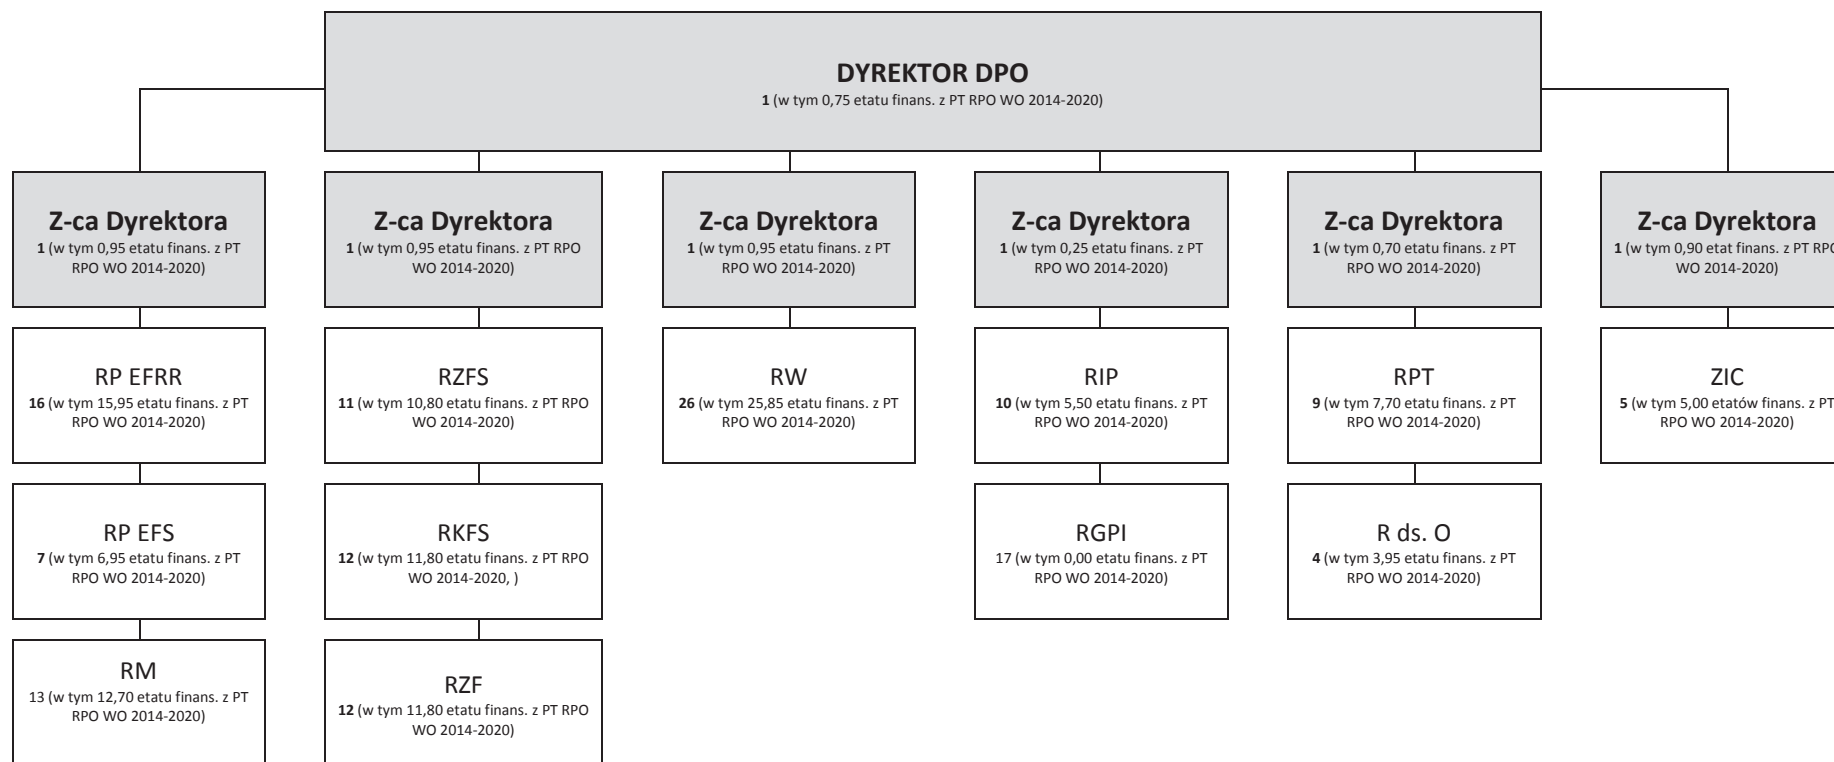 DYREKTOR DPO
1 (w tym 0,75 etatu finans. z PT RPO WO 2014-2020)
Z-ca Dyrektora
1 (w tym 0,95 etatu finans. z PT
RPO WO 2014-2020)
Z-ca Dyrektora
1 (w tym 0,95 etatu finans. z PT RPO
WO 2014-2020)
Z-ca Dyrektora
1 (w tym 0,95 etatu finans. z PT
RPO WO 2014-2020)
Z-ca Dyrektora
1 (w tym 0,25 etatu finans. z PT
RPO WO 2014-2020)
Z-ca Dyrektora
1 (w tym 0,70 etatu finans. z PT
RPO WO 2014-2020)
Z-ca Dyrektora
1 (w tym 0,90 etat finans. z PT RPO
WO 2014-2020)
RP EFRR
16 (w tym 15,95 etatu finans. z PT
RPO WO 2014-2020)
RZFS
11 (w tym 10,80 etatu finans. z PT RPO
WO 2014-2020)
RW
26 (w tym 25,85 etatu finans. z PT
RPO WO 2014-2020)
RIP
10 (w tym 5,50 etatu finans. z PT
RPO WO 2014-2020)
RPT
9 (w tym 7,70 etatu finans. z PT
RPO WO 2014-2020)
ZIC
5 (w tym 5,00 etatów finans. z PT
RPO WO 2014-2020)
RP EFS
7 (w tym 6,95 etatu finans. z PT
RPO WO 2014-2020)
RKFS
12 (w tym 11,80 etatu finans. z PT RPO
WO 2014-2020, )
RGPI
17 (w tym 0,00 etatu finans. z PT
RPO WO 2014-2020)
R ds. O
4 (w tym 3,95 etatu finans. z PT
RPO WO 2014-2020)
RM
13 (w tym 12,70 etatu finans. z PT
RPO WO 2014-2020)
RZF
12 (w tym 11,80 etatu finans. z PT RPO
WO 2014-2020)